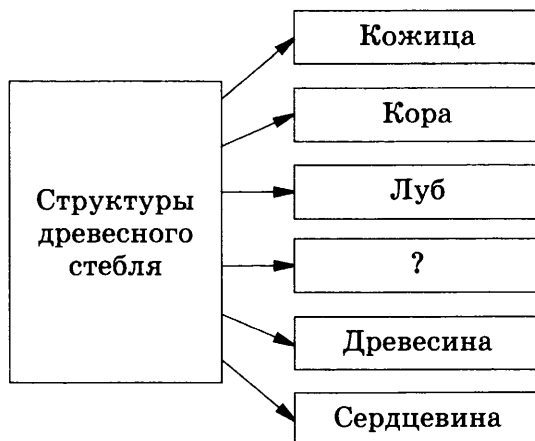 Структуры
древесного
стебля
Кожица
Кора
Луб
?
Древесина
Сердцевина